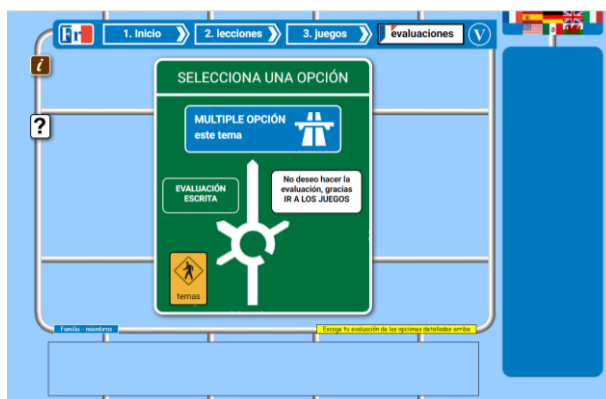 Fr
1. Inicio
2. lecciones
3. juegos
evaluaciones
V
i
?
SELECCIONA UNA OPCIÓN
MULTIPLE OPCIÓN
este tema
EVALUACIÓN
ESCRITA
No deseo hacer la
evaluación, gracias
IR A LOS JUEGOS
temas
Familia - miembros
Escoge tu evaluación de las opciones detalladas arriba